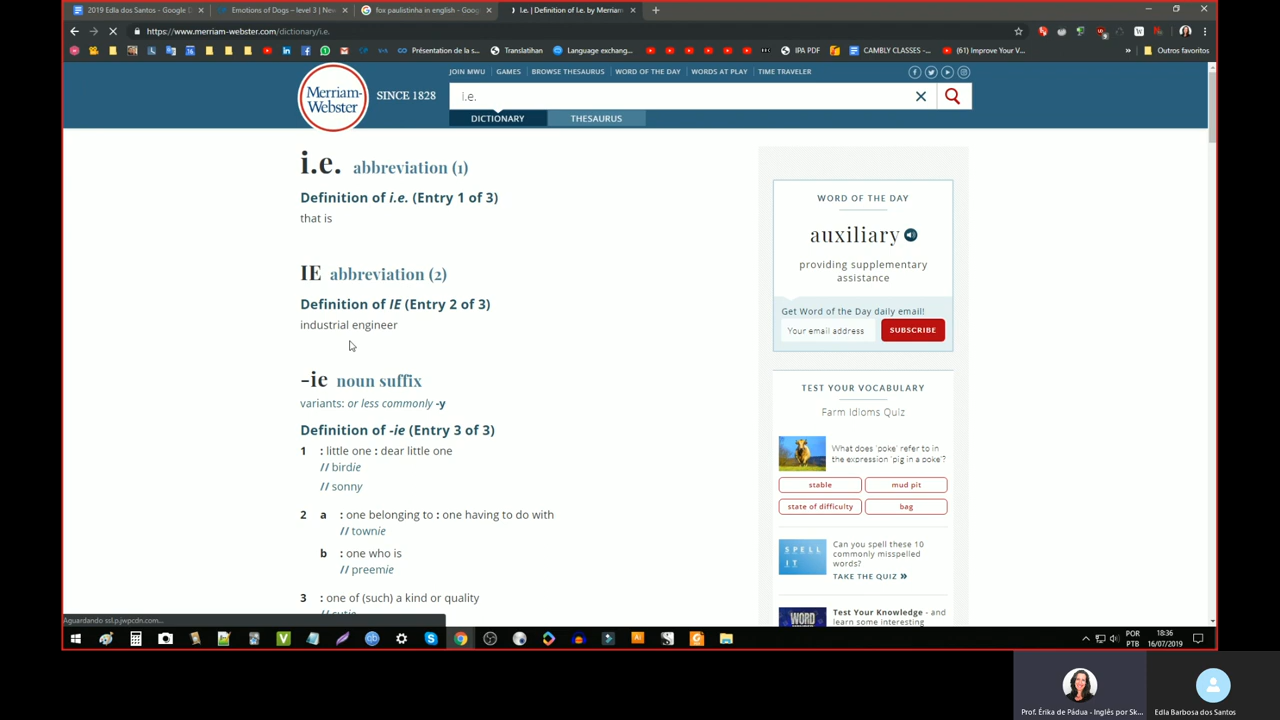 2019 Edla dos Santos - Google D
Emotions of Dogs – level 3 | New
fox paulistinha in english - Goog
I.e. | Definition of I.e. by Merriam
https://www.merriam-webster.com/dictionary/i.e.
Présentation de la s...
Translatihan
Language exchang...
IPA PDF
CAMBLY CLASSES -...
(61) Improve Your V...
Outros favoritos
JOIN MWU
GAMES
BROWSE THESAURUS
WORD OF THE DAY
WORDS AT PLAY
TIME TRAVELER
Merriam-
Webster
SINCE 1828
i.e.
DICTIONARY
THESAURUS
i.e. abbreviation (1)
Definition of i.e. (Entry 1 of 3)
that is
IE abbreviation (2)
Definition of IE (Entry 2 of 3)
industrial engineer
-ie noun suffix
variants: or less commonly -y
Definition of -ie (Entry 3 of 3)
1 : little one : dear little one
// birdie
// sonny
2 a : one belonging to : one having to do with
// townie
b : one who is
// preemie
3 : one of (such) a kind or quality
// cutie
WORD OF THE DAY
auxiliary
providing supplementary
assistance
Get Word of the Day daily email!
Your email address
SUBSCRIBE
TEST YOUR VOCABULARY
Farm Idioms Quiz
What does 'poke' refer to in
the expression 'pig in a poke'?
stable
mud pit
state of difficulty
bag
SPELL
IT
Can you spell these 10
commonly misspelled
words?
TAKE THE QUIZ »
WORD
Test Your Knowledge - and
learn some interesting
Aguardando ssl.p.jwpcdn.com...
POR
PTB
18:36
16/07/2019
Prof. Érika de Pádua - Inglês por Sk...
Edla Barbosa dos Santos